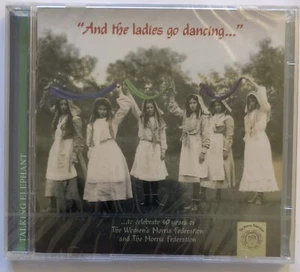 "And the ladies go dancing..."
TALKING ELEPHANT
...to celebrate 40 years of
The Women's Morris Federation
and The Morris Federation